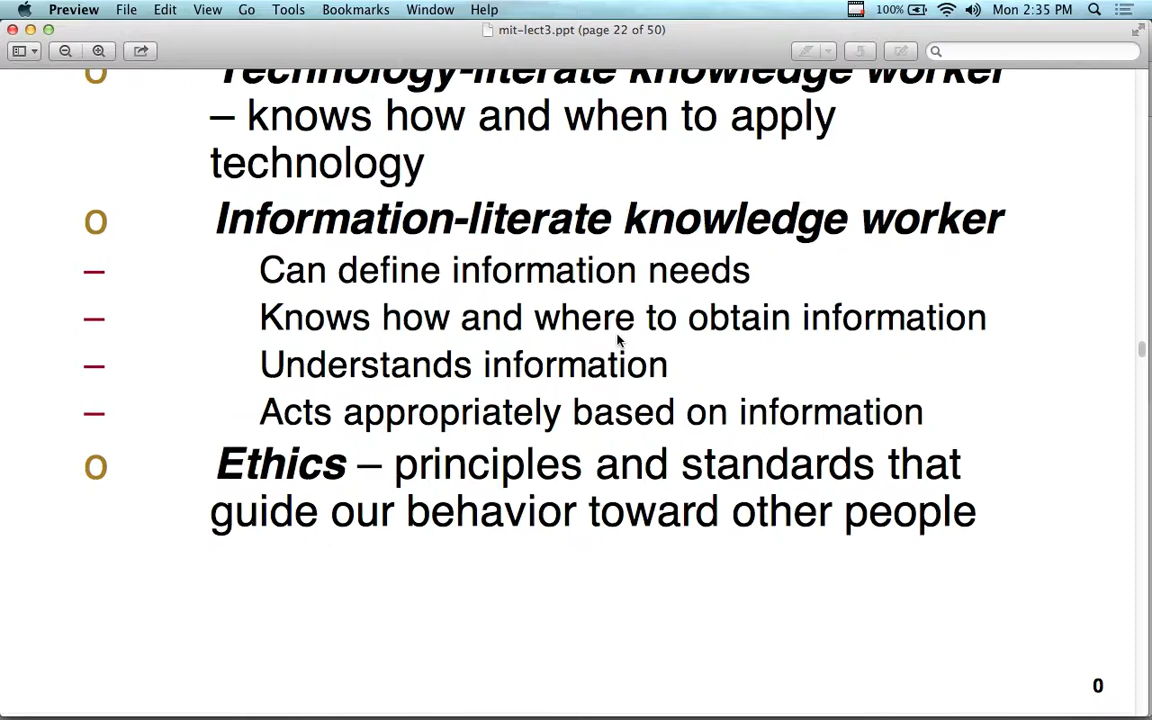 Preview File Edit View Go Tools Bookmarks Window Help 100% Mon 2:35 PM
mit-lect3.ppt (page 22 of 50)
o Technology-literate knowledge worker
– knows how and when to apply
technology
o Information-literate knowledge worker
– Can define information needs
– Knows how and where to obtain information
– Understands information
– Acts appropriately based on information
o Ethics – principles and standards that
guide our behavior toward other people
0